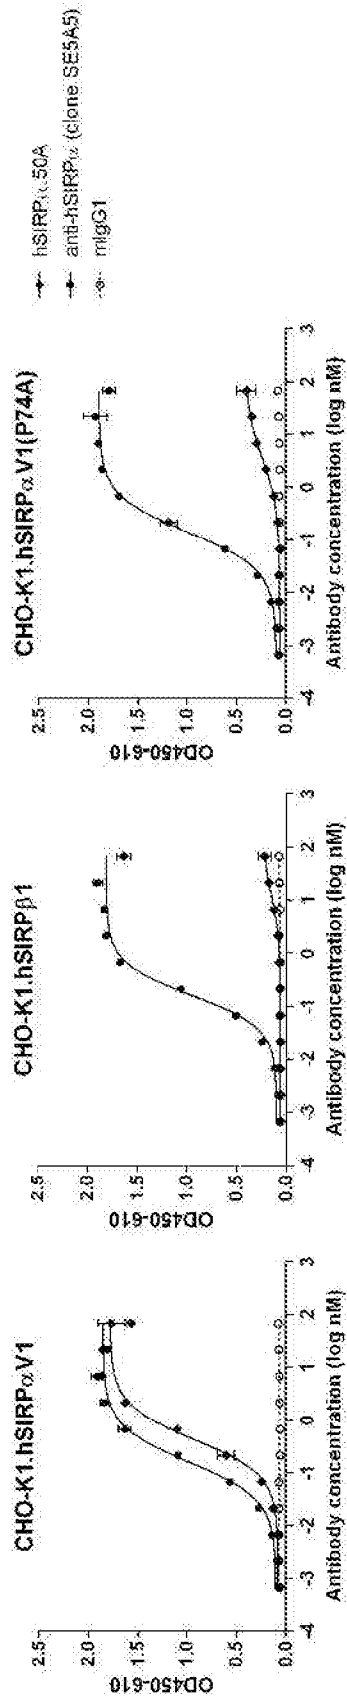 CHO-K1.hSIRPαV1
OD450-610
2.5
2.0
1.5
1.0
0.5
0.0
-4 -3 -2 -1 0 1 2 3
Antibody concentration (log nM)
CHO-K1.hSIRPβ1
OD450-610
2.5
2.0
1.5
1.0
0.5
0.0
-4 -3 -2 -1 0 1 2 3
Antibody concentration (log nM)
CHO-K1.hSIRPαV1(P74A)
OD450-610
2.5
2.0
1.5
1.0
0.5
0.0
-4 -3 -2 -1 0 1 2 3
Antibody concentration (log nM)
hSIRPα.50A
anti-hSIRPα (clone SE5A5)
mIgG1